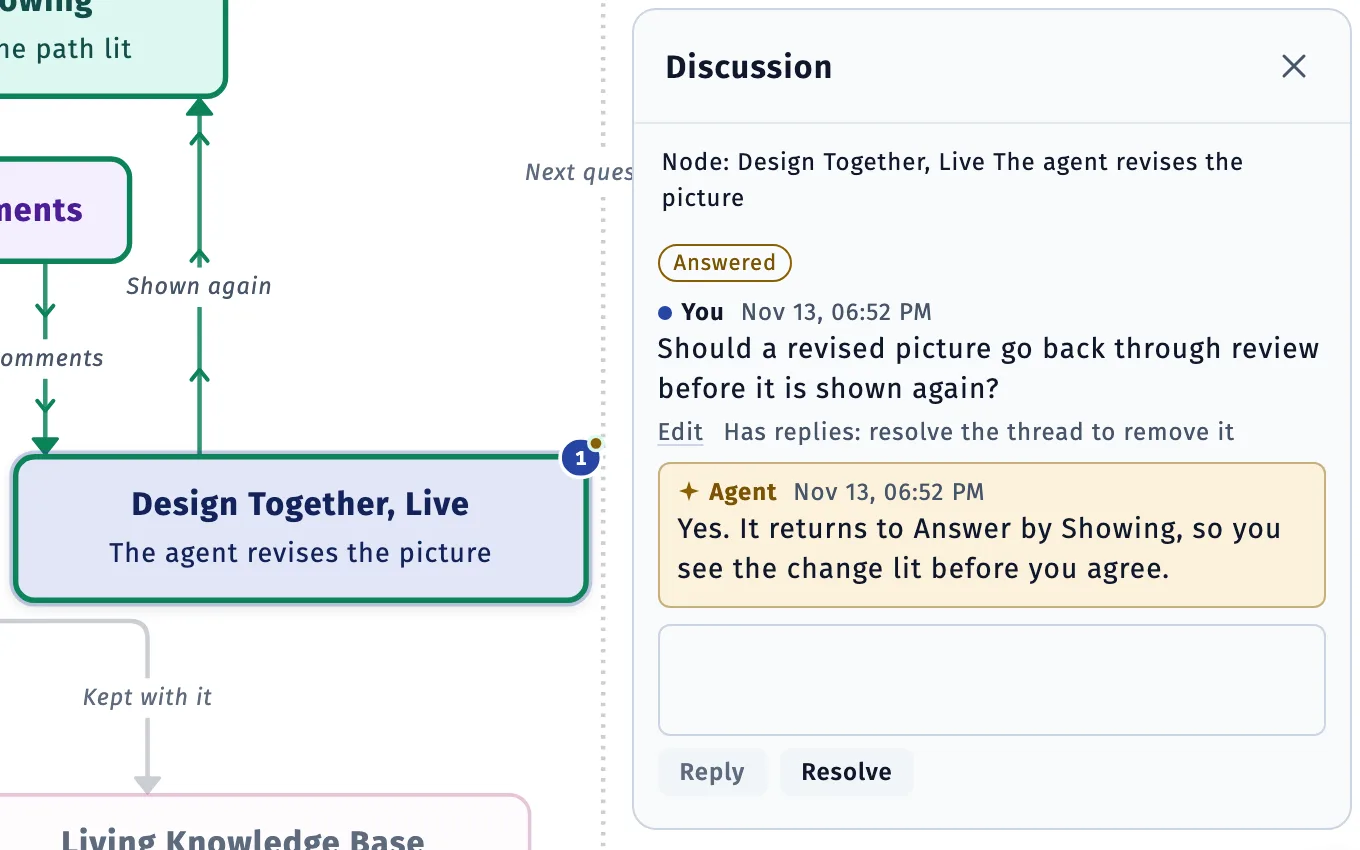 owing
he path lit
ments
Shown again
omments
Next ques
Design Together, Live
The agent revises the picture
1
Kept with it
Living Knowledge Base
Discussion
Node: Design Together, Live The agent revises the
picture
Answered
You Nov 13, 06:52 PM
Should a revised picture go back through review
before it is shown again?
Edit Has replies: resolve the thread to remove it
Agent Nov 13, 06:52 PM
Yes. It returns to Answer by Showing, so you
see the change lit before you agree.
Reply Resolve